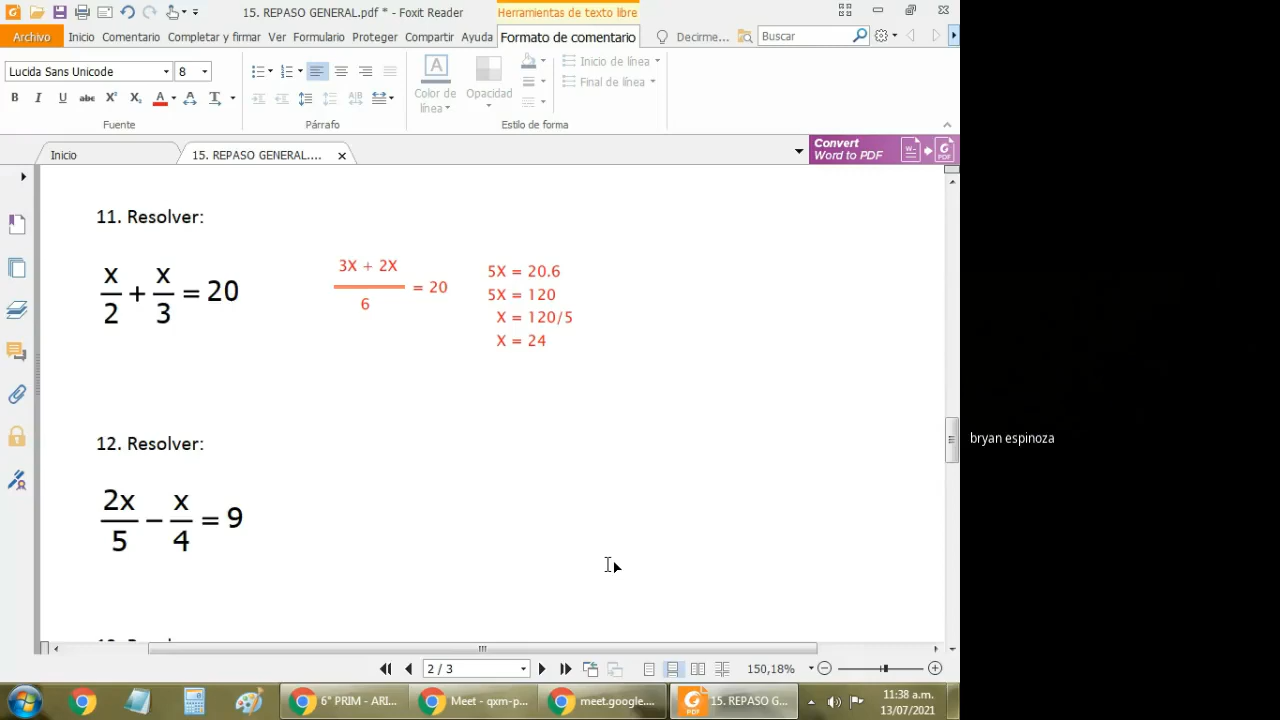 15. REPASO GENERAL.pdf * - Foxit Reader
Herramientas de texto libre
Archivo Inicio Comentario Completar y firmar Ver Formulario Proteger Compartir Ayuda Formato de comentario Decirme... Buscar
Lucida Sans Unicode 8
Color de línea
Opacidad
Inicio de línea
Final de línea
Fuente Párrafo Estilo de forma
Inicio 15. REPASO GENERAL....
Convert
Word to PDF
11. Resolver:
x/2 + x/3 = 20
3X + 2X
= 20
6
5X = 20.6
5X = 120
X = 120/5
X = 24
12. Resolver:
2x/5 − x/4 = 9
bryan espinoza
2 / 3
150,18%
6° PRIM - ARI...
Meet - qxm-p...
meet.google....
15. REPASO G...
11:38 a.m.
13/07/2021